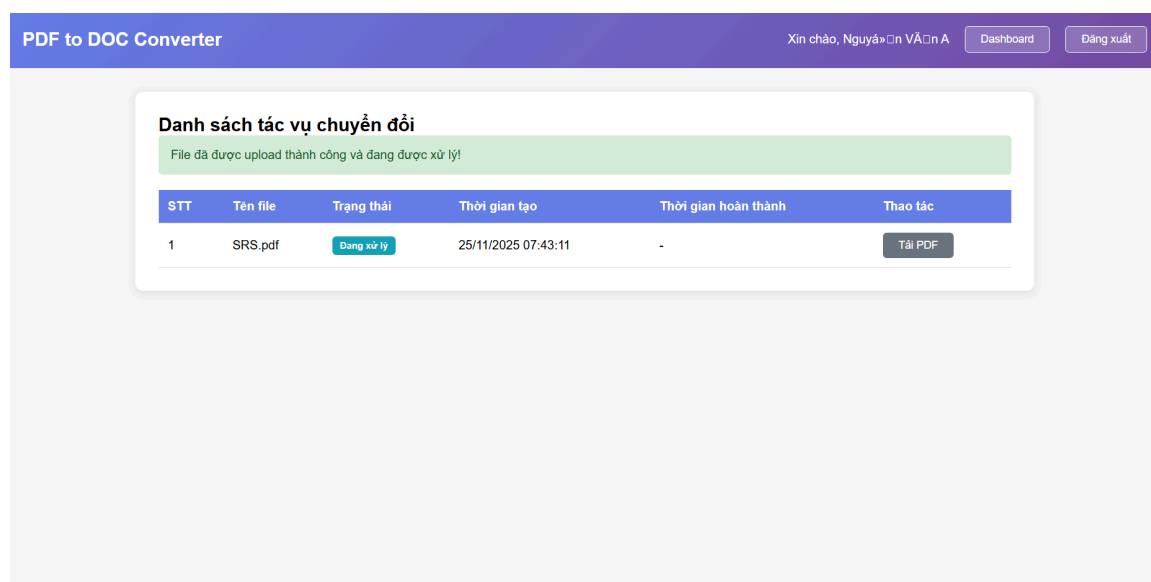 PDF to DOC Converter
Xin chào, Nguyá»□n VÄ□n A
Dashboard
Đăng xuất
Danh sách tác vụ chuyển đổi
File đã được upload thành công và đang được xử lý!
STT Tên file Trạng thái Thời gian tạo Thời gian hoàn thành Thao tác
1 SRS.pdf Đang xử lý 25/11/2025 07:43:11 - Tải PDF